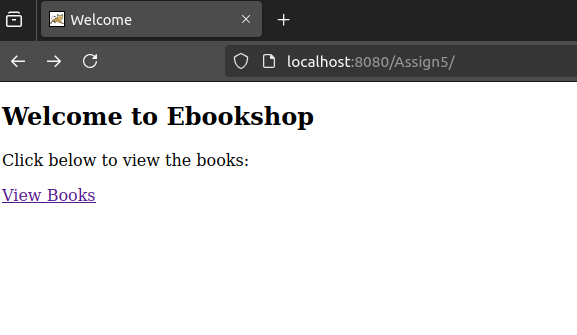 Welcome
localhost:8080/Assign5/
Welcome to Ebookshop
Click below to view the books:
View Books